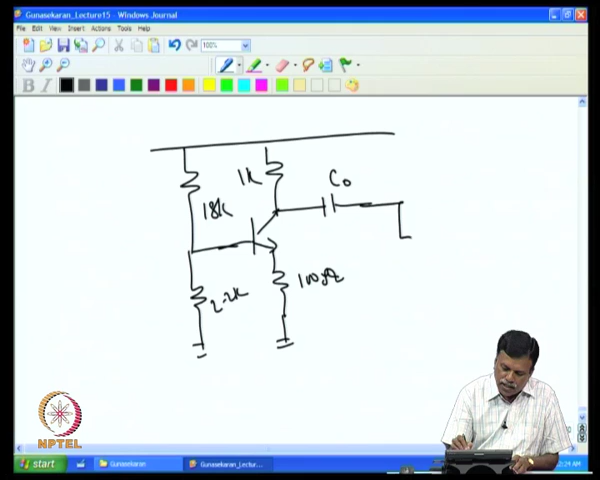 Gunasekaran_Lecture15 - Windows Journal
File Edit View Insert Actions Tools Help
100%
B I
1k
Co
18k
2.2k
100Ω
NPTEL
start
Gunasekaran
Gunasekaran_Lectur...